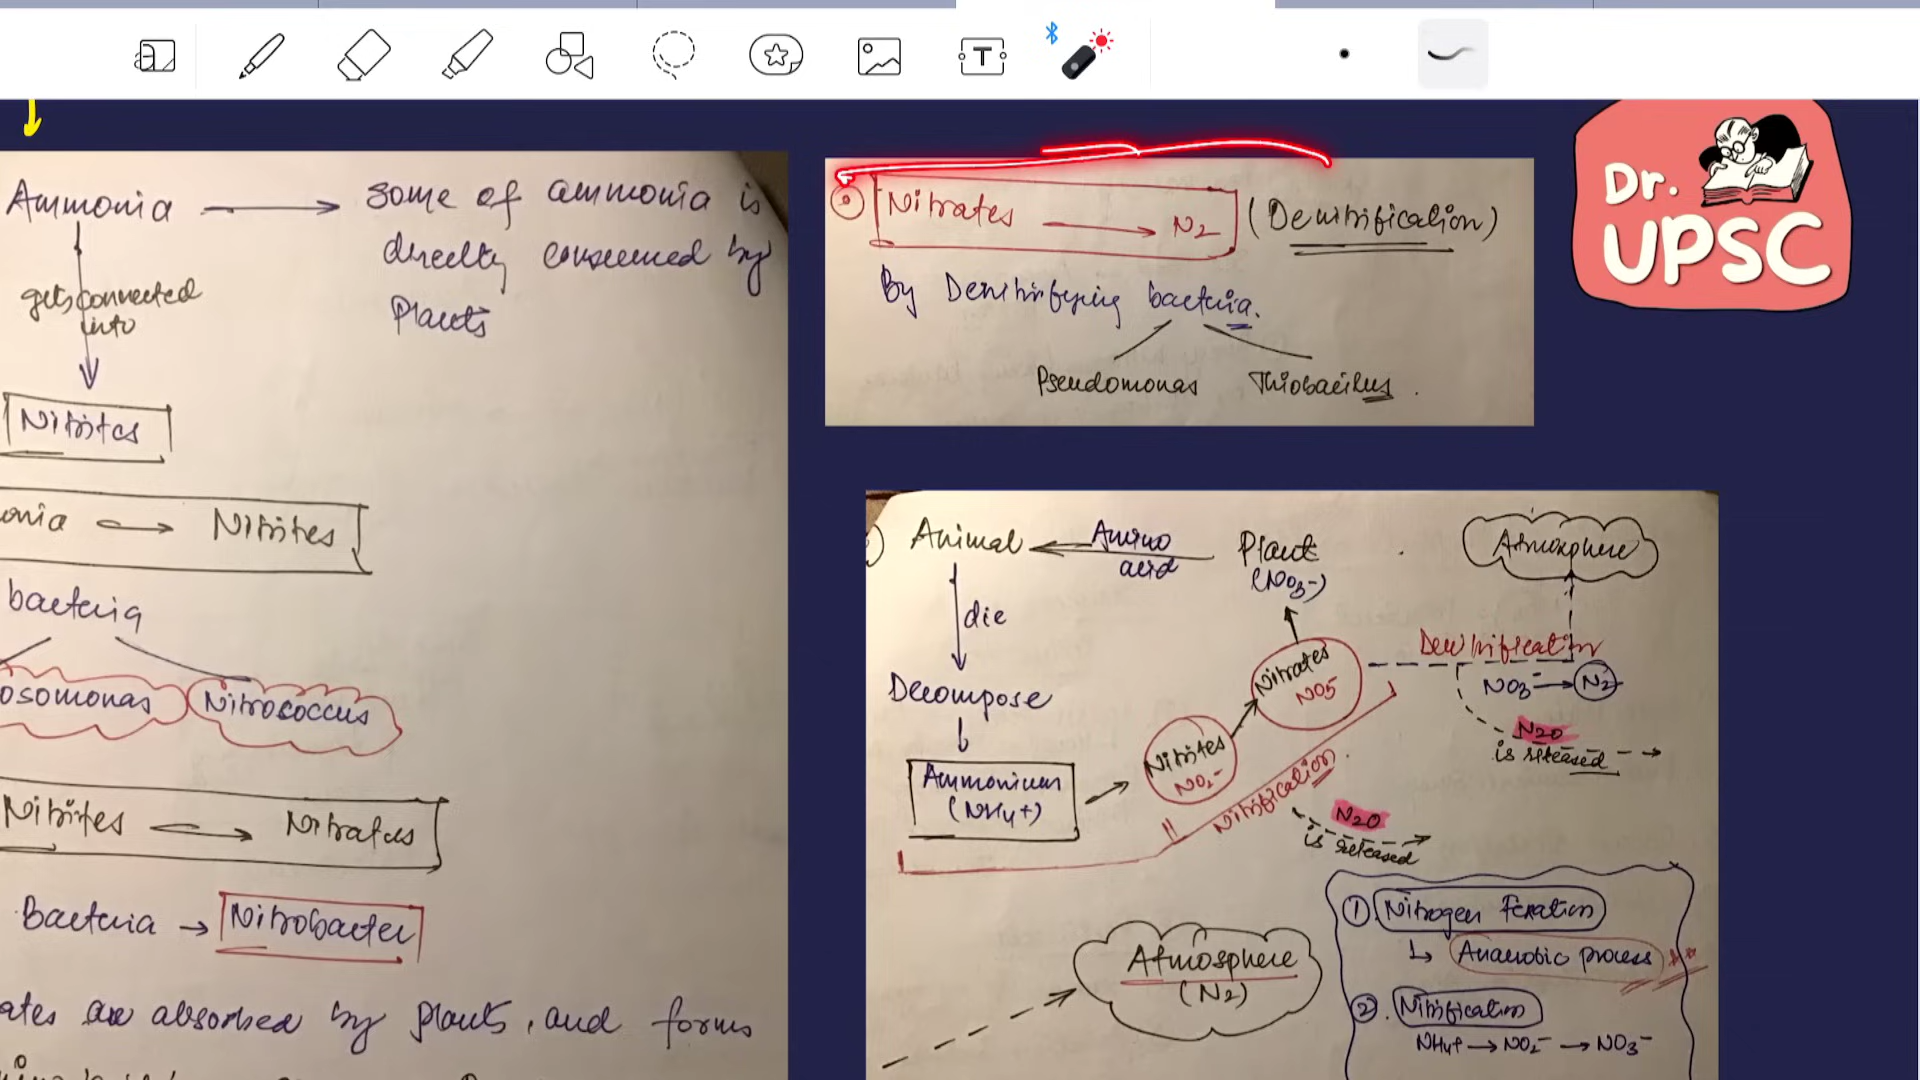 Ammonia → some of ammonia is
directly consumed by
Plants
gets connected
into
Nitrites
onia → Nitrites
bacteria
osomonas Nitrococcus
Nitrites → Nitrates
Bacteria → Nitrobacter
ates are absorbed by plants, and forms
Nitrates → N2 (Denitrification)
By Denitrifying bacteria.
Pseudomonas Thiobacillus.
Dr.
UPSC
Animal ← Amino acid Plant
(NO3-)
Atmosphere
die
Decompose
Ammonium
(NH4+)
Nitrites
NO2-
Nitrates
NO5
Nitrification
Denitrification
NO3- → N2
N2O
is released
N2O
is released
Atmosphere
(N2)
① Nitrogen Fixation
↳ Anaerobic process
②. Nitrification
NH4+ → NO2- → NO3-
T